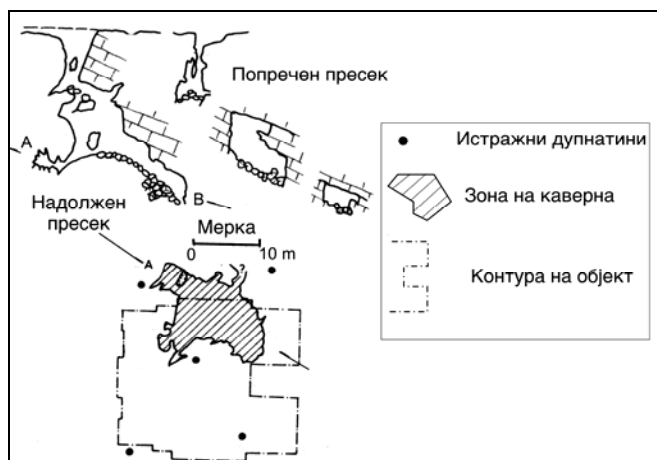 Попречен пресек
A
B
Надолжен
пресек
A
Мерка
0 10 m
?
Истражни дупнатини
Зона на каверна
Контура на објект